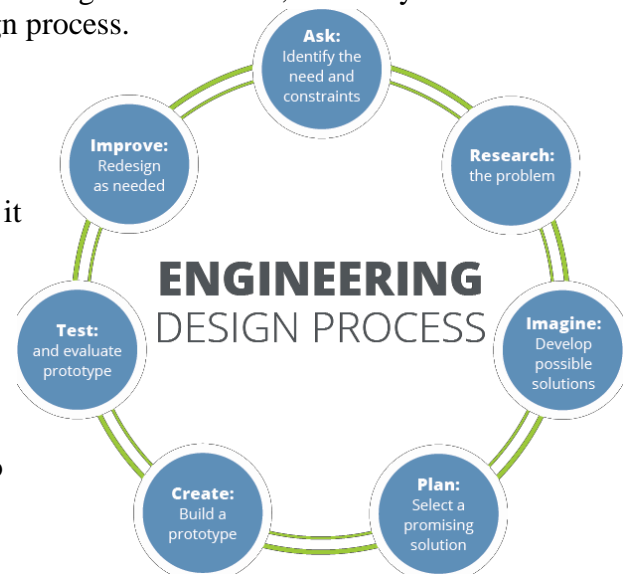 gn process.
Ask:
Identify the
need and
constraints
Research:
the problem
Imagine:
Develop
possible
solutions
Plan:
Select a
promising
solution
Create:
Build a
prototype
Test:
and evaluate
prototype
Improve:
Redesign
as needed
it
ENGINEERING
DESIGN PROCESS